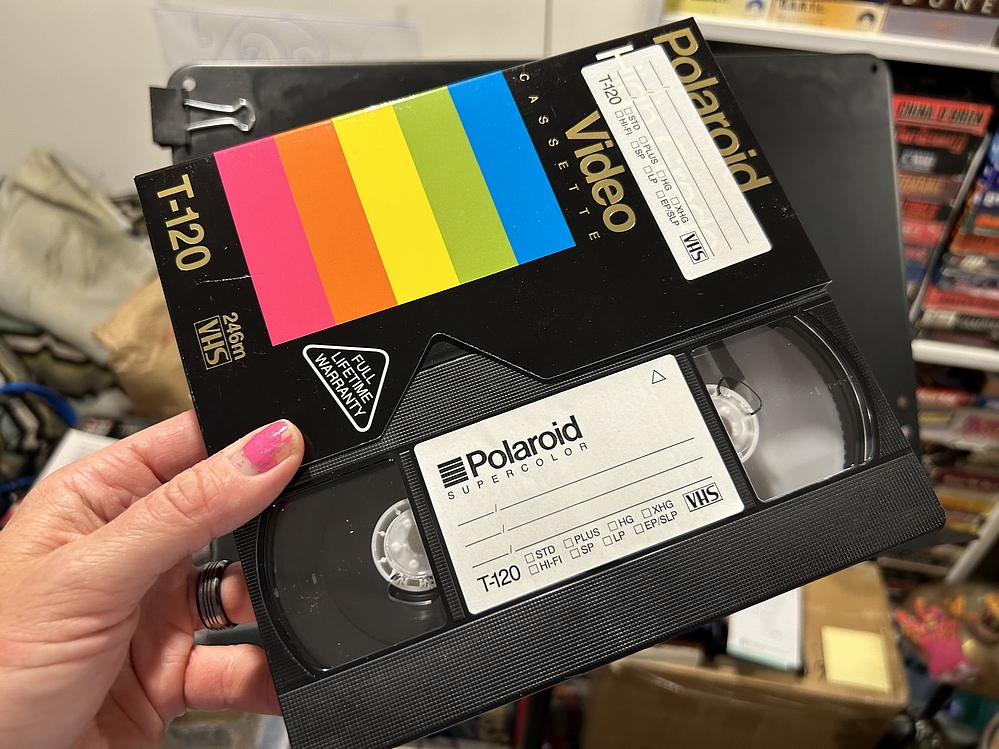 Polaroid
Video
CASSETTE
T-120
□STD □PLUS □HG □XHG
□HI-FI □SP □LP □EP/SLP
VHS
T-120
246m
VHS
FULL
LIFETIME
WARRANTY
Polaroid
SUPERCOLOR
T-120
□STD □PLUS □HG □XHG
□HI-FI □SP □LP □EP/SLP
VHS